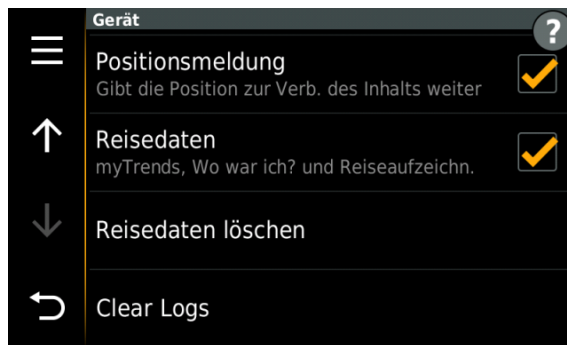 Gerät
?
Positionsmeldung
Gibt die Position zur Verb. des Inhalts weiter
Reisedaten
myTrends, Wo war ich? und Reiseaufzeichn.
Reisedaten löschen
Clear Logs